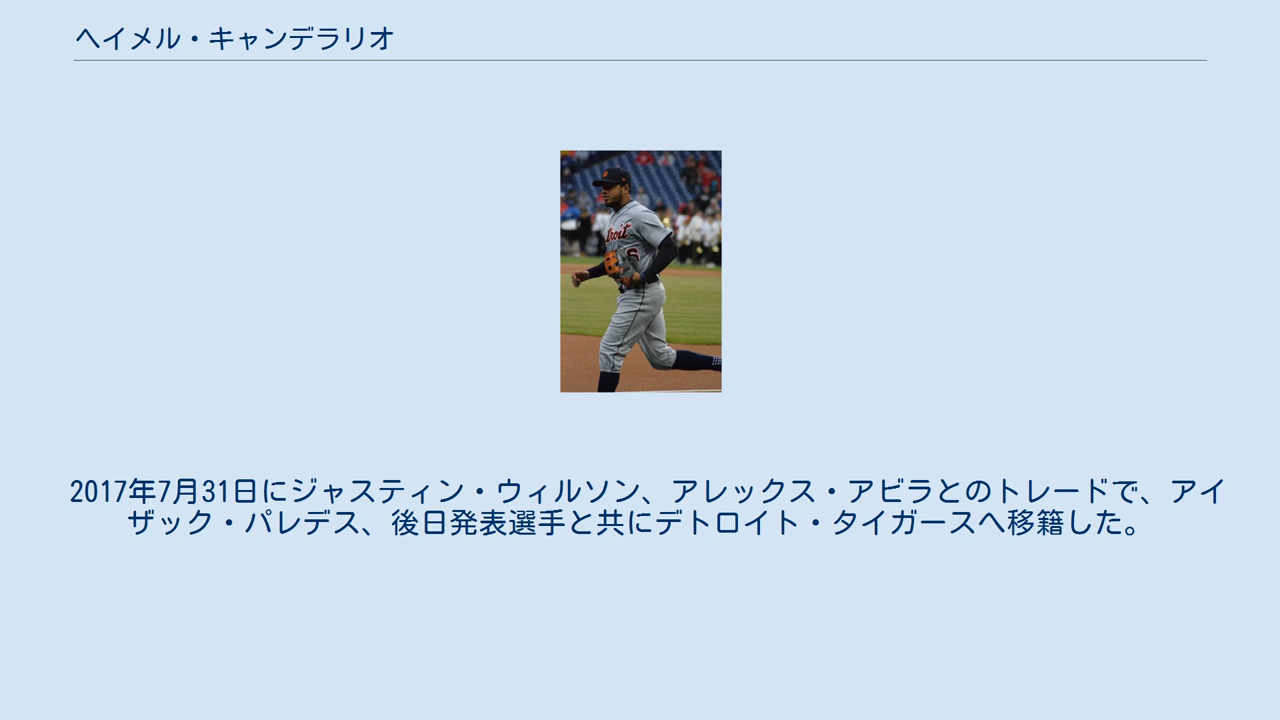 ヘイメル・キャンデラリオ
Detroit
6
2017年7月31日にジャスティン・ウィルソン、アレックス・アビラとのトレードで、アイ
ザック・パレデス、後日発表選手と共にデトロイト・タイガースへ移籍した。